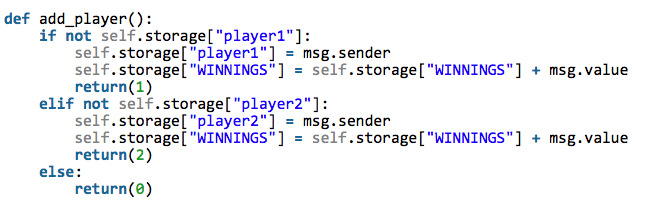 def add_player():
    if not self.storage["player1"]:
        self.storage["player1"] = msg.sender
        self.storage["WINNINGS"] = self.storage["WINNINGS"] + msg.value
        return(1)
    elif not self.storage["player2"]:
        self.storage["player2"] = msg.sender
        self.storage["WINNINGS"] = self.storage["WINNINGS"] + msg.value
        return(2)
    else:
        return(0)